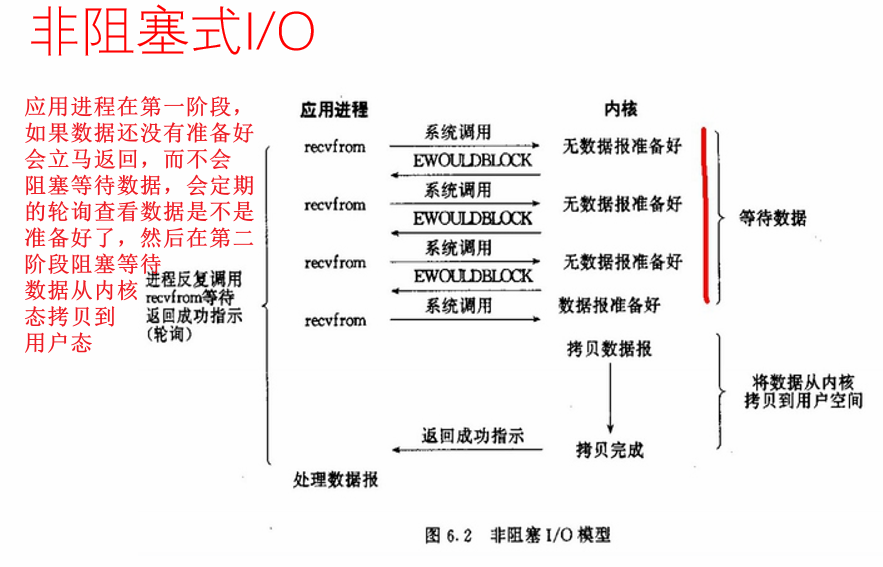 非阻塞式I/O
应用进程在第一阶段，
如果数据还没有准备好
会立马返回，而不会
阻塞等待数据，会定期
的轮询查看数据是不是
准备好了，然后在第二
阶段阻塞等待
数据从内核
态拷贝到
用户态
进程反复调用
recvfrom等待
返回成功指示
(轮询)
应用进程
内核
recvfrom
系统调用
无数据报准备好
EWOULDBLOCK
recvfrom
系统调用
无数据报准备好
EWOULDBLOCK
recvfrom
系统调用
无数据报准备好
EWOULDBLOCK
recvfrom
系统调用
数据报准备好
等待数据
拷贝数据报
将数据从内核
拷贝到用户空间
返回成功指示
拷贝完成
处理数据报
图 6.2 非阻塞 I/O 模型